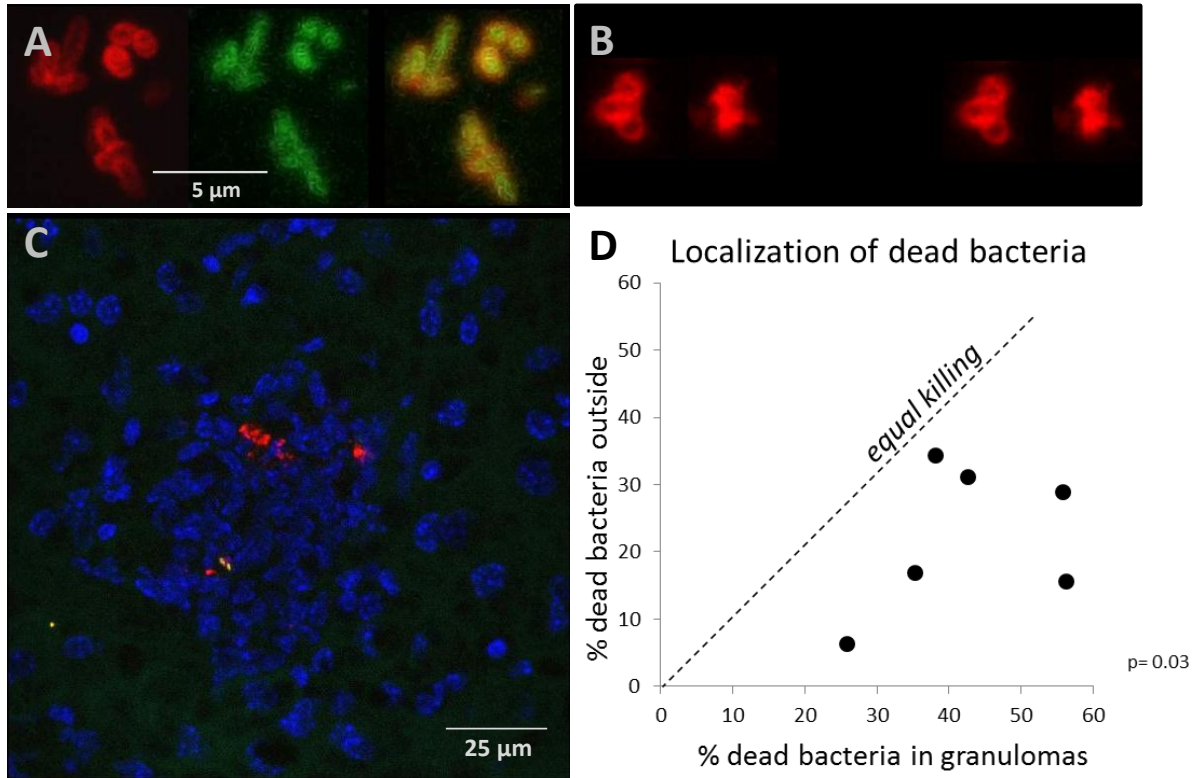 A
5 µm
B
C
25 µm
D
Localization of dead bacteria
% dead bacteria outside
60
50
40
30
20
10
0
equal killing
p= 0.03
0 10 20 30 40 50 60
% dead bacteria in granulomas